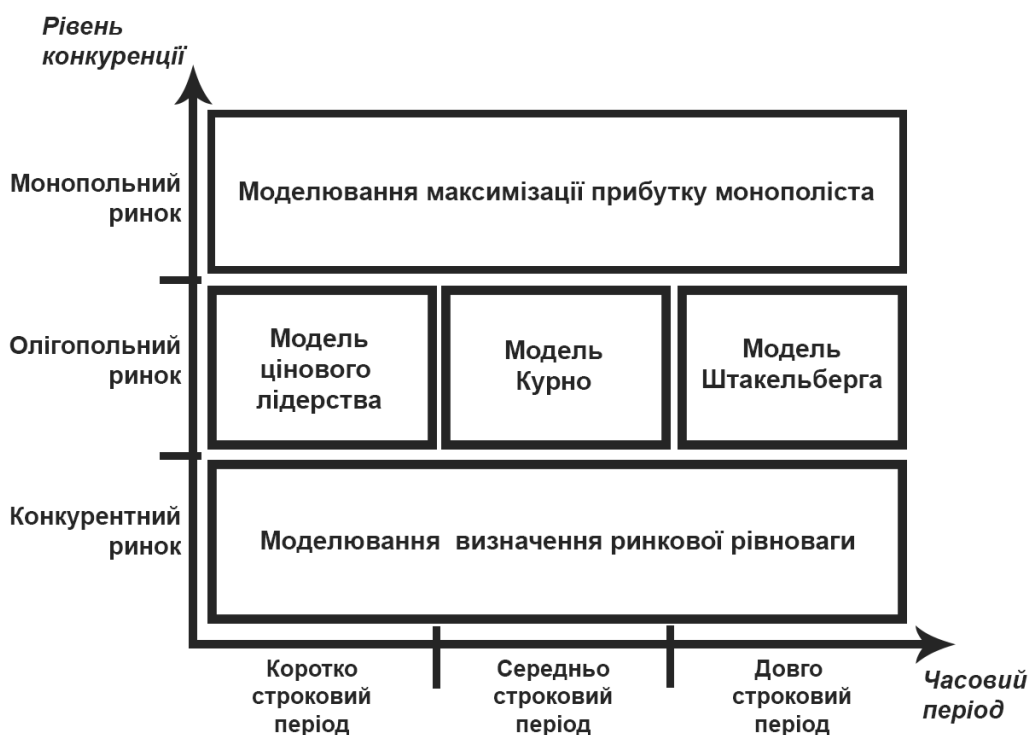 Рівень
конкуренції
Монопольний
ринок
Моделювання максимізації прибутку монополіста
Олігопольний
ринок
Модель
цінового
лідерства
Модель
Курно
Модель
Штакельберга
Конкурентний
ринок
Моделювання  визначення ринкової рівноваги
Коротко
строковий
період
Середньо
строковий
період
Довго
строковий
період
Часовий
період